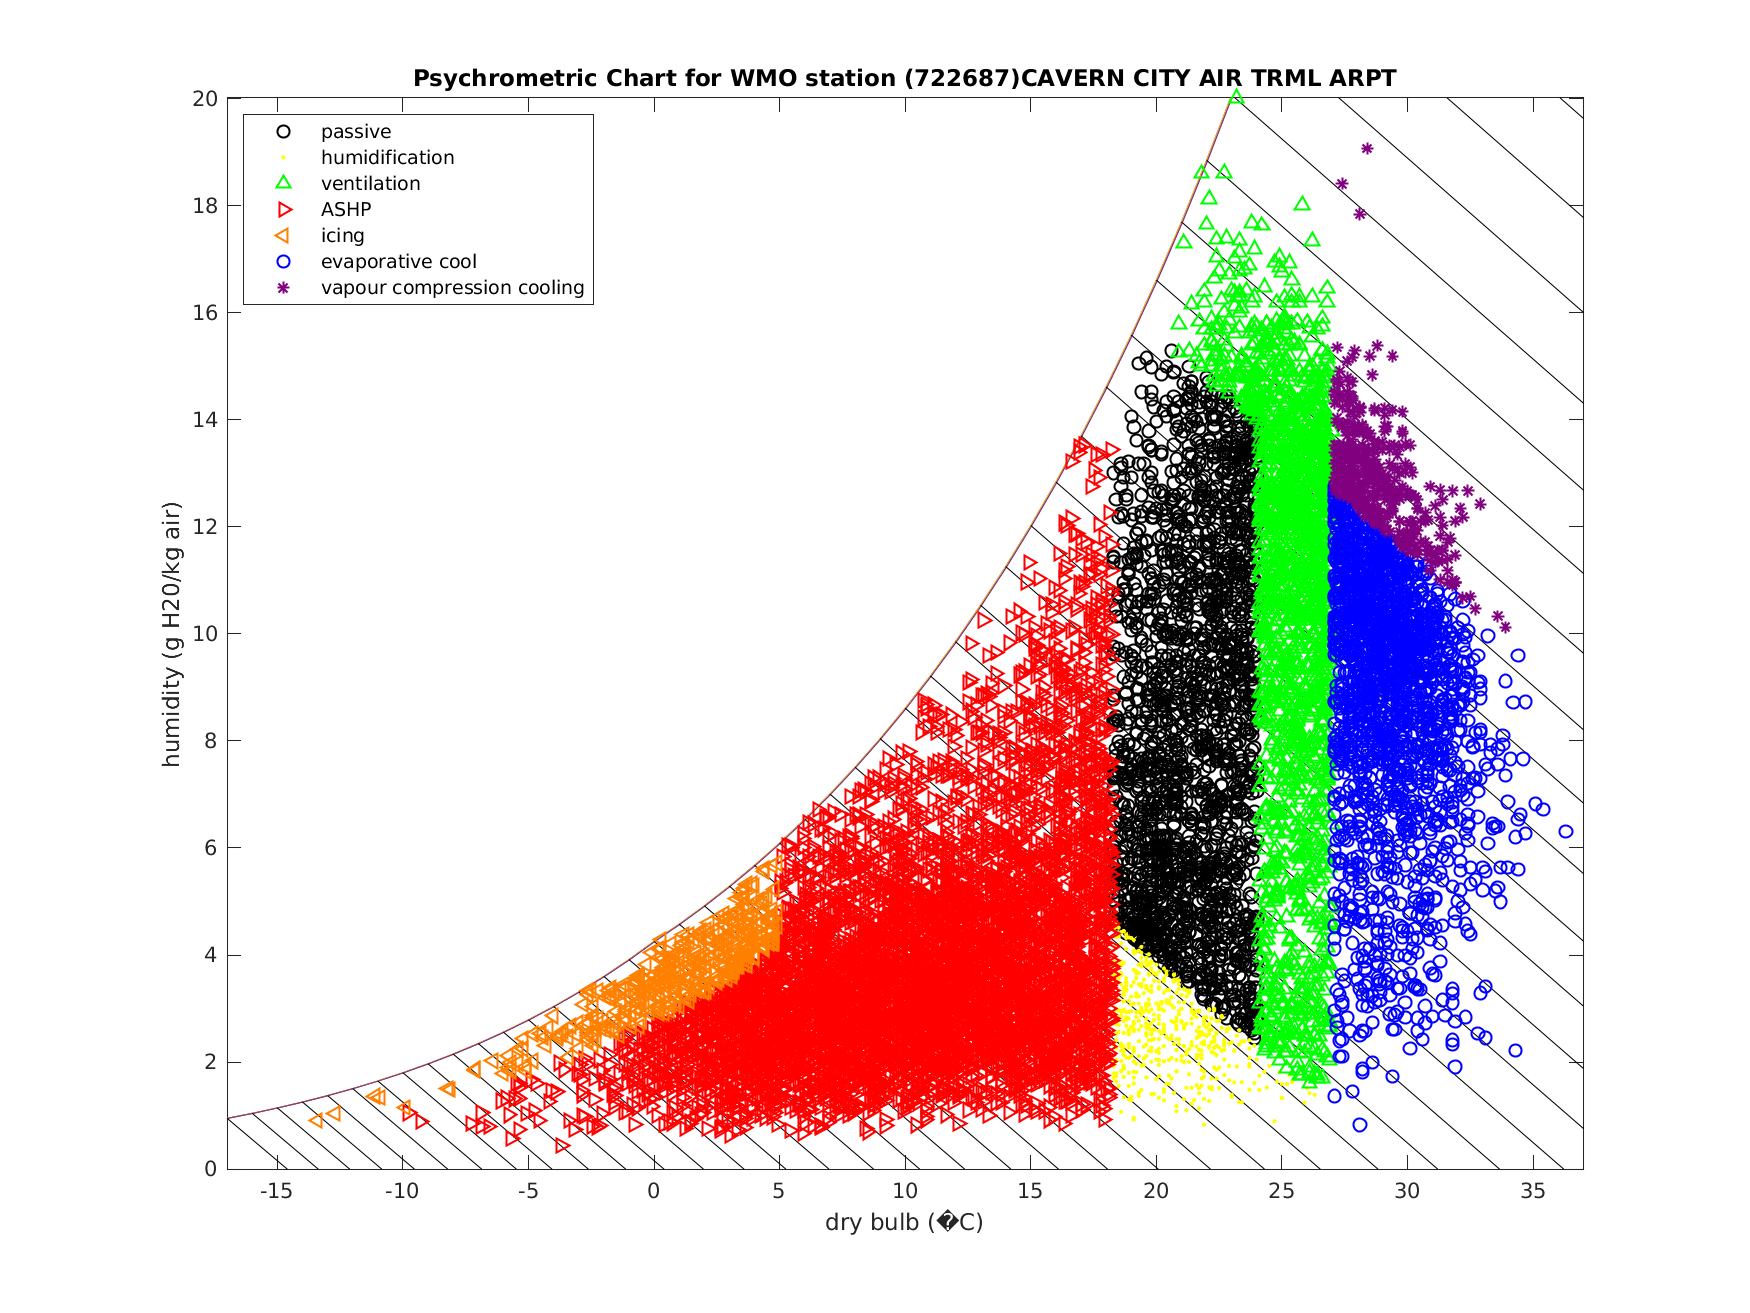 Psychrometric Chart for WMO station (722687)CAVERN CITY AIR TRML ARPT
passive
humidification
ventilation
ASHP
icing
evaporative cool
vapour compression cooling
humidity (g H20/kg air)
20
18
16
14
12
10
8
6
4
2
0
-15 -10 -5 0 5 10 15 20 25 30 35
dry bulb (�C)